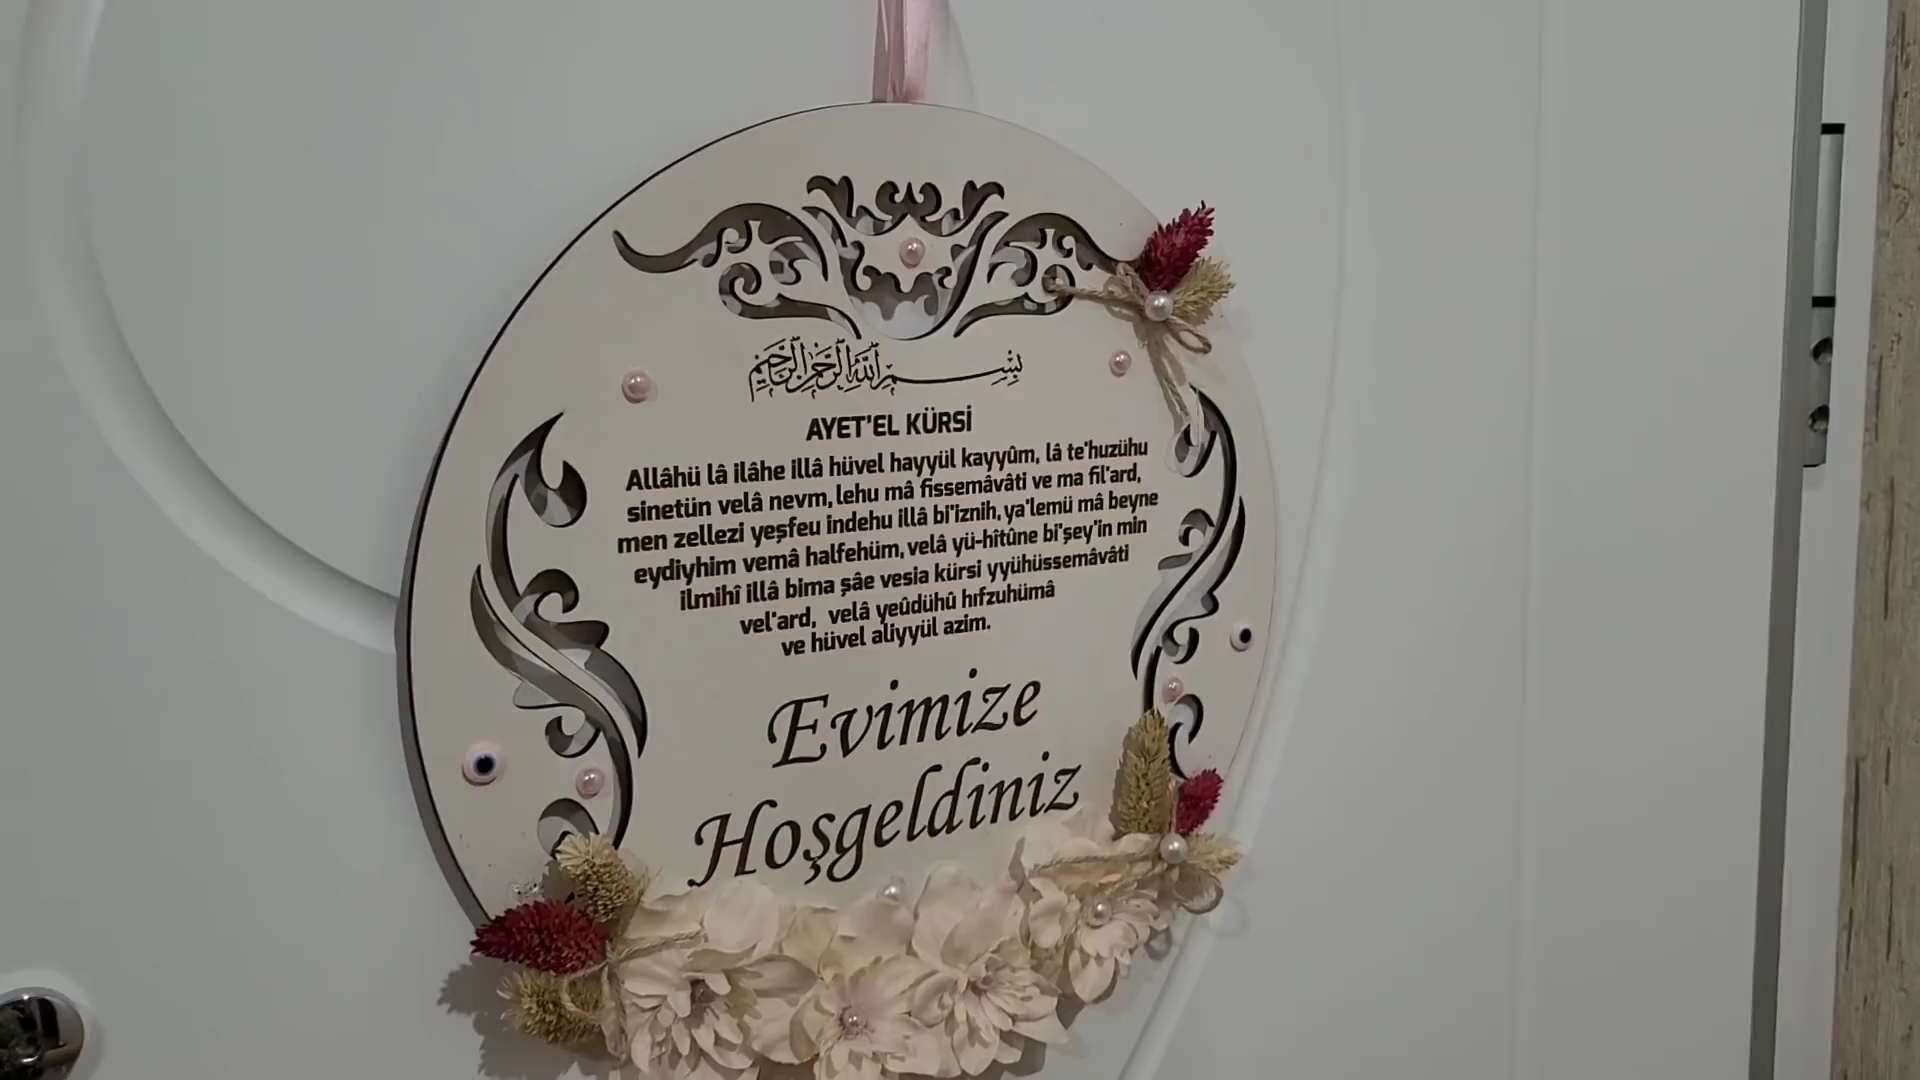 بسم الله الرحمن الرحيم
AYET'EL KÜRSİ
Allâhü lâ ilâhe illâ hüvel hayyül kayyûm, lâ te'huzühu
sinetün velâ nevm, lehu mâ fissemâvâti ve ma fil'ard,
men zellezi yeşfeu indehu illâ bi'iznih, ya'lemü mâ beyne
eydiyhim vemâ halfehüm, velâ yü-hîtûne bi'şey'in min
ilmihî illâ bima şâe vesia kürsi yyühüssemâvâti
vel'ard, velâ yeûdühû hıfzuhümâ
ve hüvel aliyyül azim.
Evimize
Hoşgeldiniz